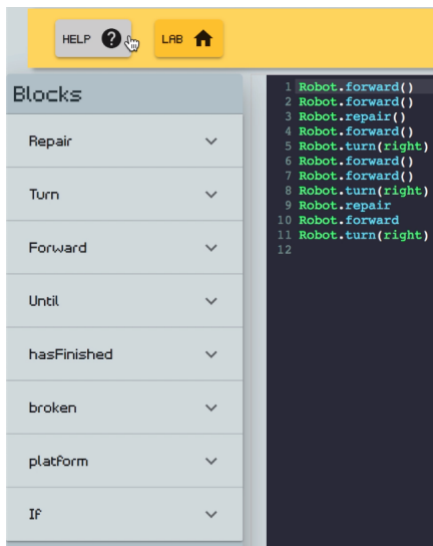 HELP ?
LAB
Blocks
Repair
Turn
Forward
Until
hasFinished
broken
platform
If
1 Robot.forward()
2 Robot.forward()
3 Robot.repair()
4 Robot.forward()
5 Robot.turn(right)
6 Robot.forward()
7 Robot.forward()
8 Robot.turn(right)
9 Robot.repair
10 Robot.forward
11 Robot.turn(right)
12